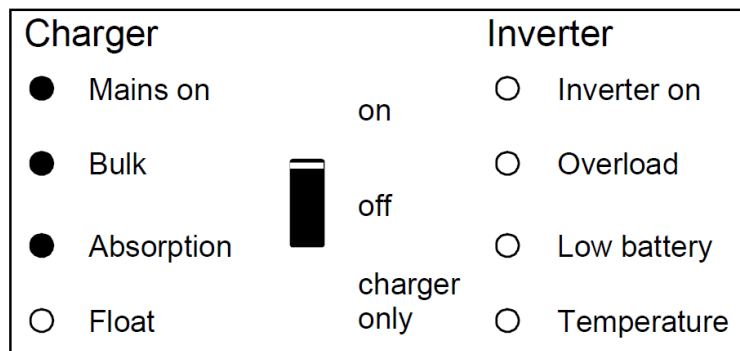 Charger
Mains on
Bulk
Absorption
Float
on
off
charger
only
Inverter
Inverter on
Overload
Low battery
Temperature